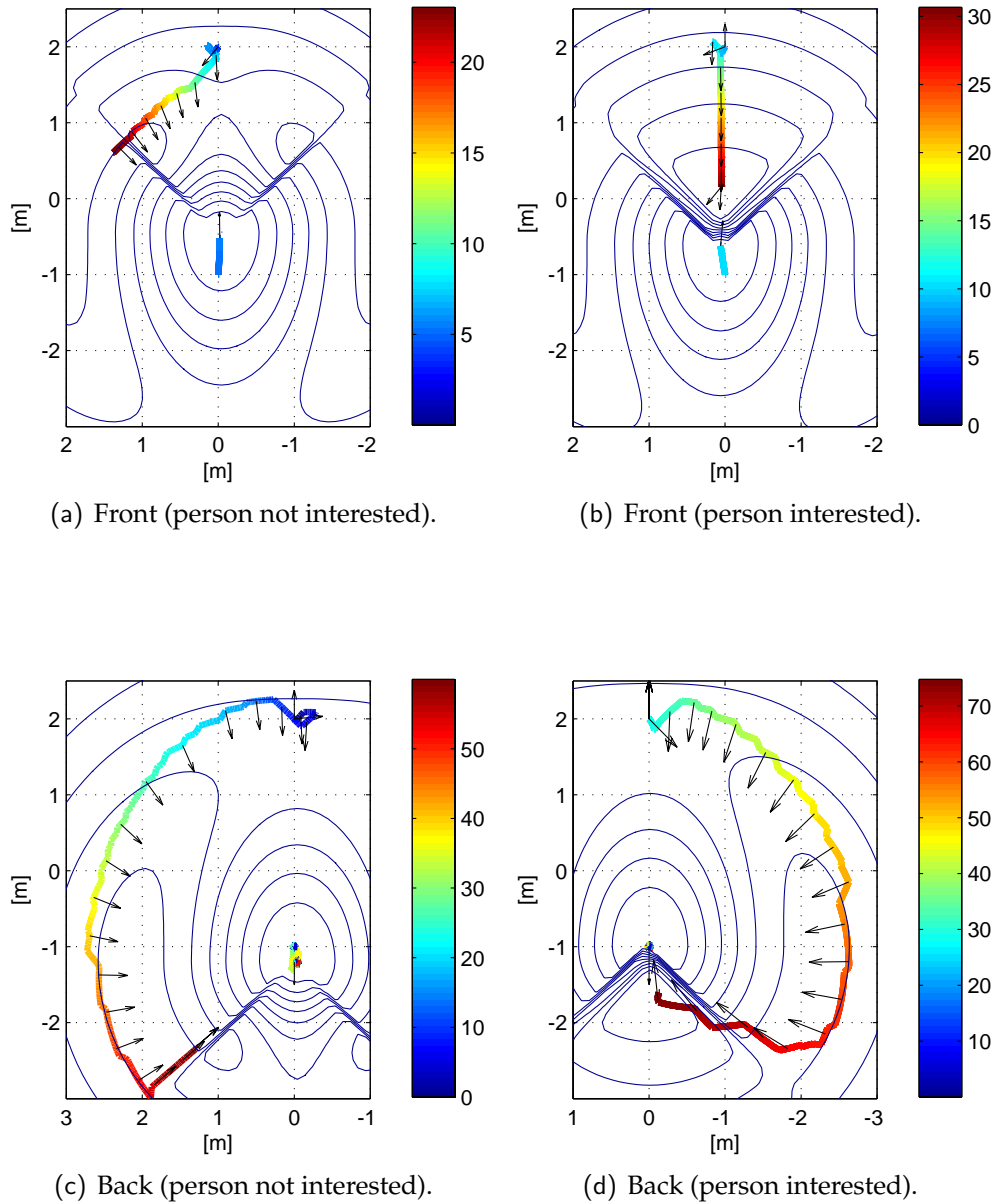 2
1
0
-1
-2
[m]
2 1 0 -1 -2
[m]
20
15
10
5
(a) Front (person not interested).
2
1
0
-1
-2
[m]
2 1 0 -1 -2
[m]
30
25
20
15
10
5
0
(b) Front (person interested).
2
1
0
-1
-2
[m]
3 2 1 0 -1
[m]
50
40
30
20
10
0
(c) Back (person not interested).
2
1
0
-1
-2
[m]
1 0 -1 -2 -3
[m]
70
60
50
40
30
20
10
(d) Back (person interested).